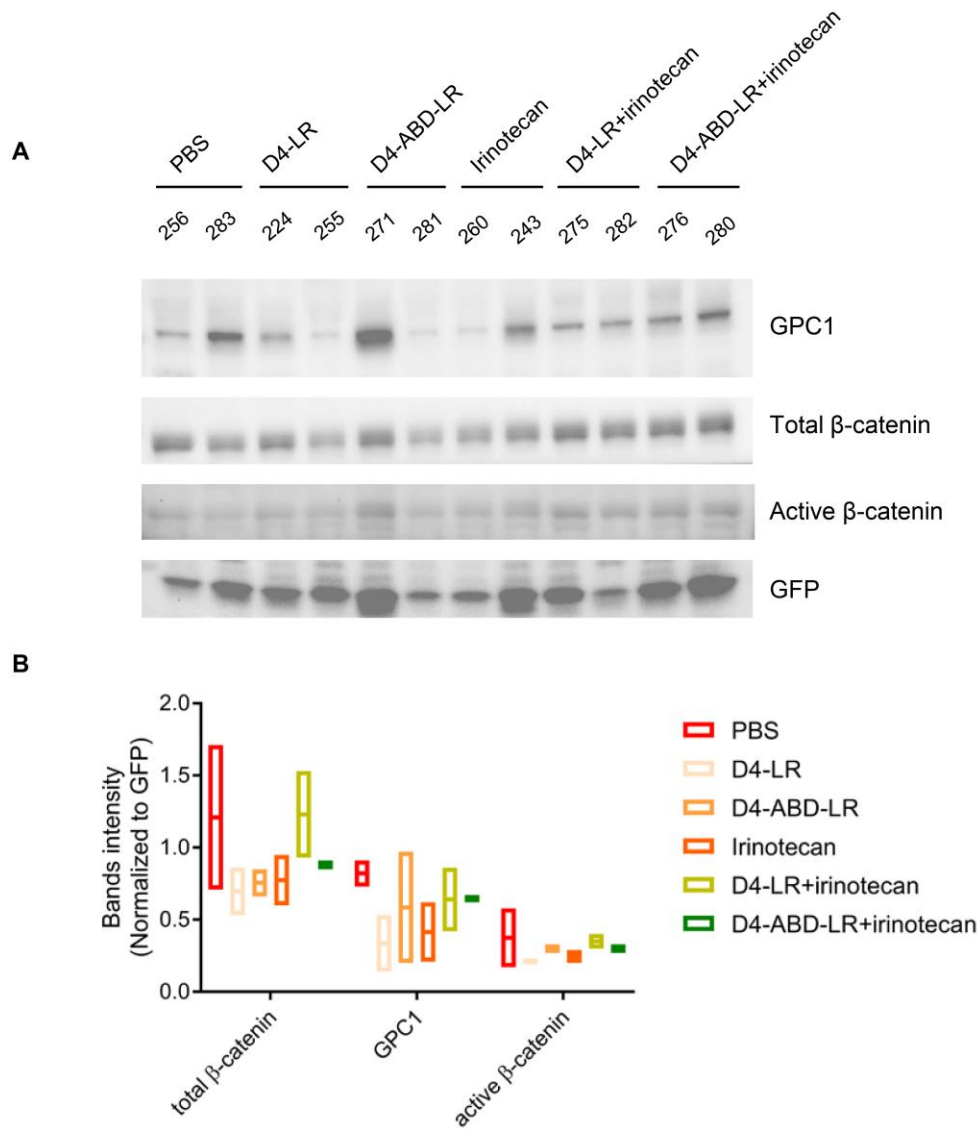 A
PBS
D4-LR
D4-ABD-LR
Irinotecan
D4-LR+irinotecan
D4-ABD-LR+irinotecan
256 283 224 255 271 281 260 243 275 282 276 280
GPC1
Total β-catenin
Active β-catenin
GFP
B
Bands intensity
(Normalized to GFP)
2.0
1.5
1.0
0.5
0.0
total β-catenin
GPC1
active β-catenin
PBS
D4-LR
D4-ABD-LR
Irinotecan
D4-LR+irinotecan
D4-ABD-LR+irinotecan